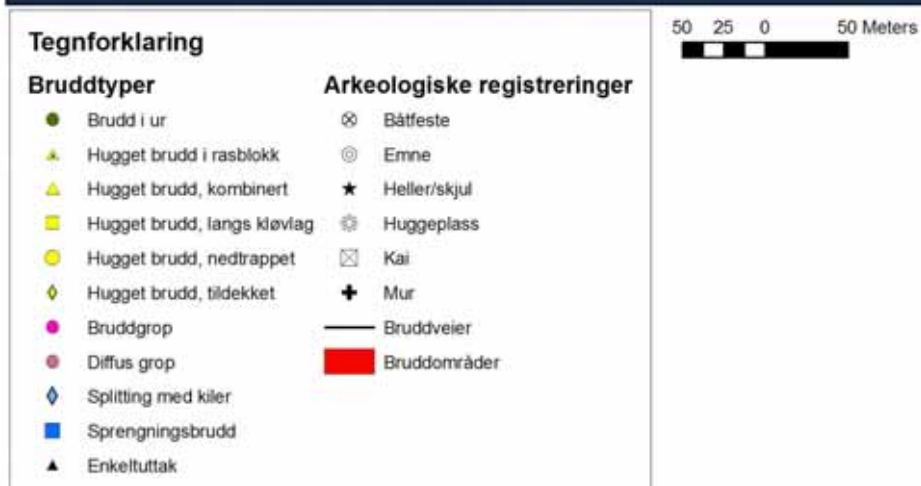 Tegnforklaring
Bruddtyper
Brudd i ur
Hugget brudd i rasblokk
Hugget brudd, kombinert
Hugget brudd, langs kløvlag
Hugget brudd, nedtrappet
Hugget brudd, tildekket
Bruddgrop
Diffus grop
Splitting med kiler
Sprengningsbrudd
Enkeltuttak
Arkeologiske registreringer
Båtfeste
Emne
Heller/skjul
Huggeplass
Kai
Mur
Bruddveier
Bruddområder
50 25 0 50 Meters